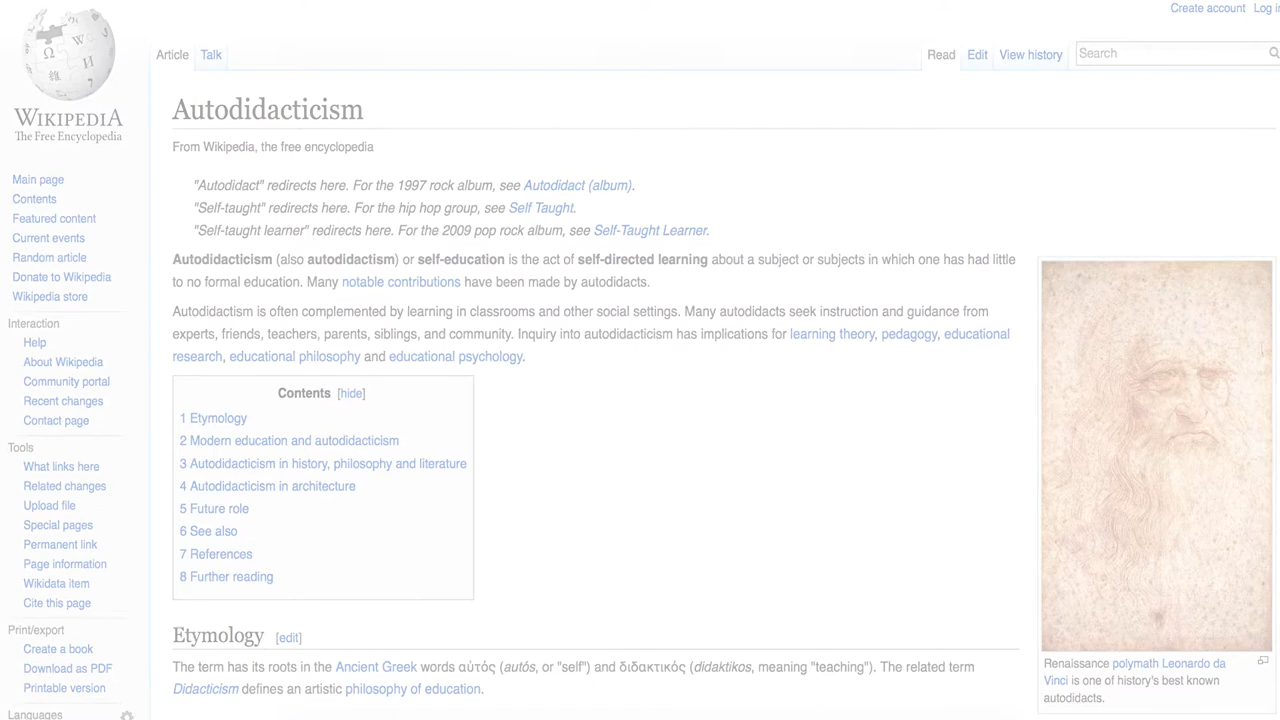 Create account Log i
Article Talk Read Edit View history Search
WIKIPEDIA
The Free Encyclopedia
Main page
Contents
Featured content
Current events
Random article
Donate to Wikipedia
Wikipedia store
Interaction
Help
About Wikipedia
Community portal
Recent changes
Contact page
Tools
What links here
Related changes
Upload file
Special pages
Permanent link
Page information
Wikidata item
Cite this page
Print/export
Create a book
Download as PDF
Printable version
Languages
Autodidacticism
From Wikipedia, the free encyclopedia
"Autodidact" redirects here. For the 1997 rock album, see Autodidact (album).
"Self-taught" redirects here. For the hip hop group, see Self Taught.
"Self-taught learner" redirects here. For the 2009 pop rock album, see Self-Taught Learner.
Autodidacticism (also autodidactism) or self-education is the act of self-directed learning about a subject or subjects in which one has had little
to no formal education. Many notable contributions have been made by autodidacts.
Autodidactism is often complemented by learning in classrooms and other social settings. Many autodidacts seek instruction and guidance from
experts, friends, teachers, parents, siblings, and community. Inquiry into autodidacticism has implications for learning theory, pedagogy, educational
research, educational philosophy and educational psychology.
Contents [hide]
1 Etymology
2 Modern education and autodidacticism
3 Autodidacticism in history, philosophy and literature
4 Autodidacticism in architecture
5 Future role
6 See also
7 References
8 Further reading
Etymology [edit]
The term has its roots in the Ancient Greek words αὐτός (autós, or "self") and διδακτικός (didaktikos, meaning "teaching"). The related term
Didacticism defines an artistic philosophy of education.
Renaissance polymath Leonardo da
Vinci is one of history's best known
autodidacts.